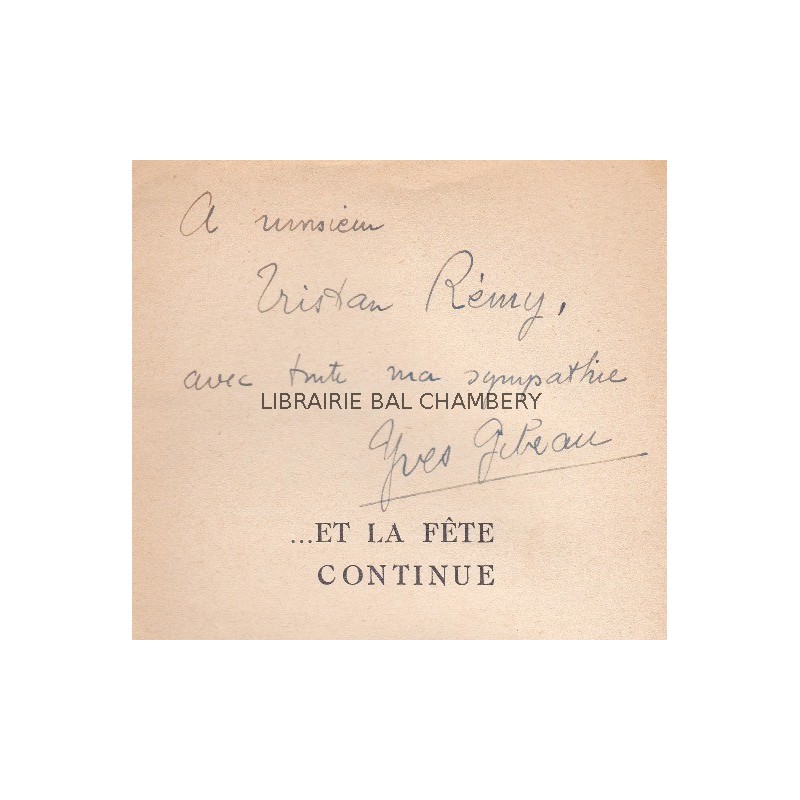 A monsieur
Tristan Rémy,
avec toute ma sympathie
LIBRAIRIE BAL CHAMBERY
Yves Gibeau
...ET LA FÊTE
CONTINUE